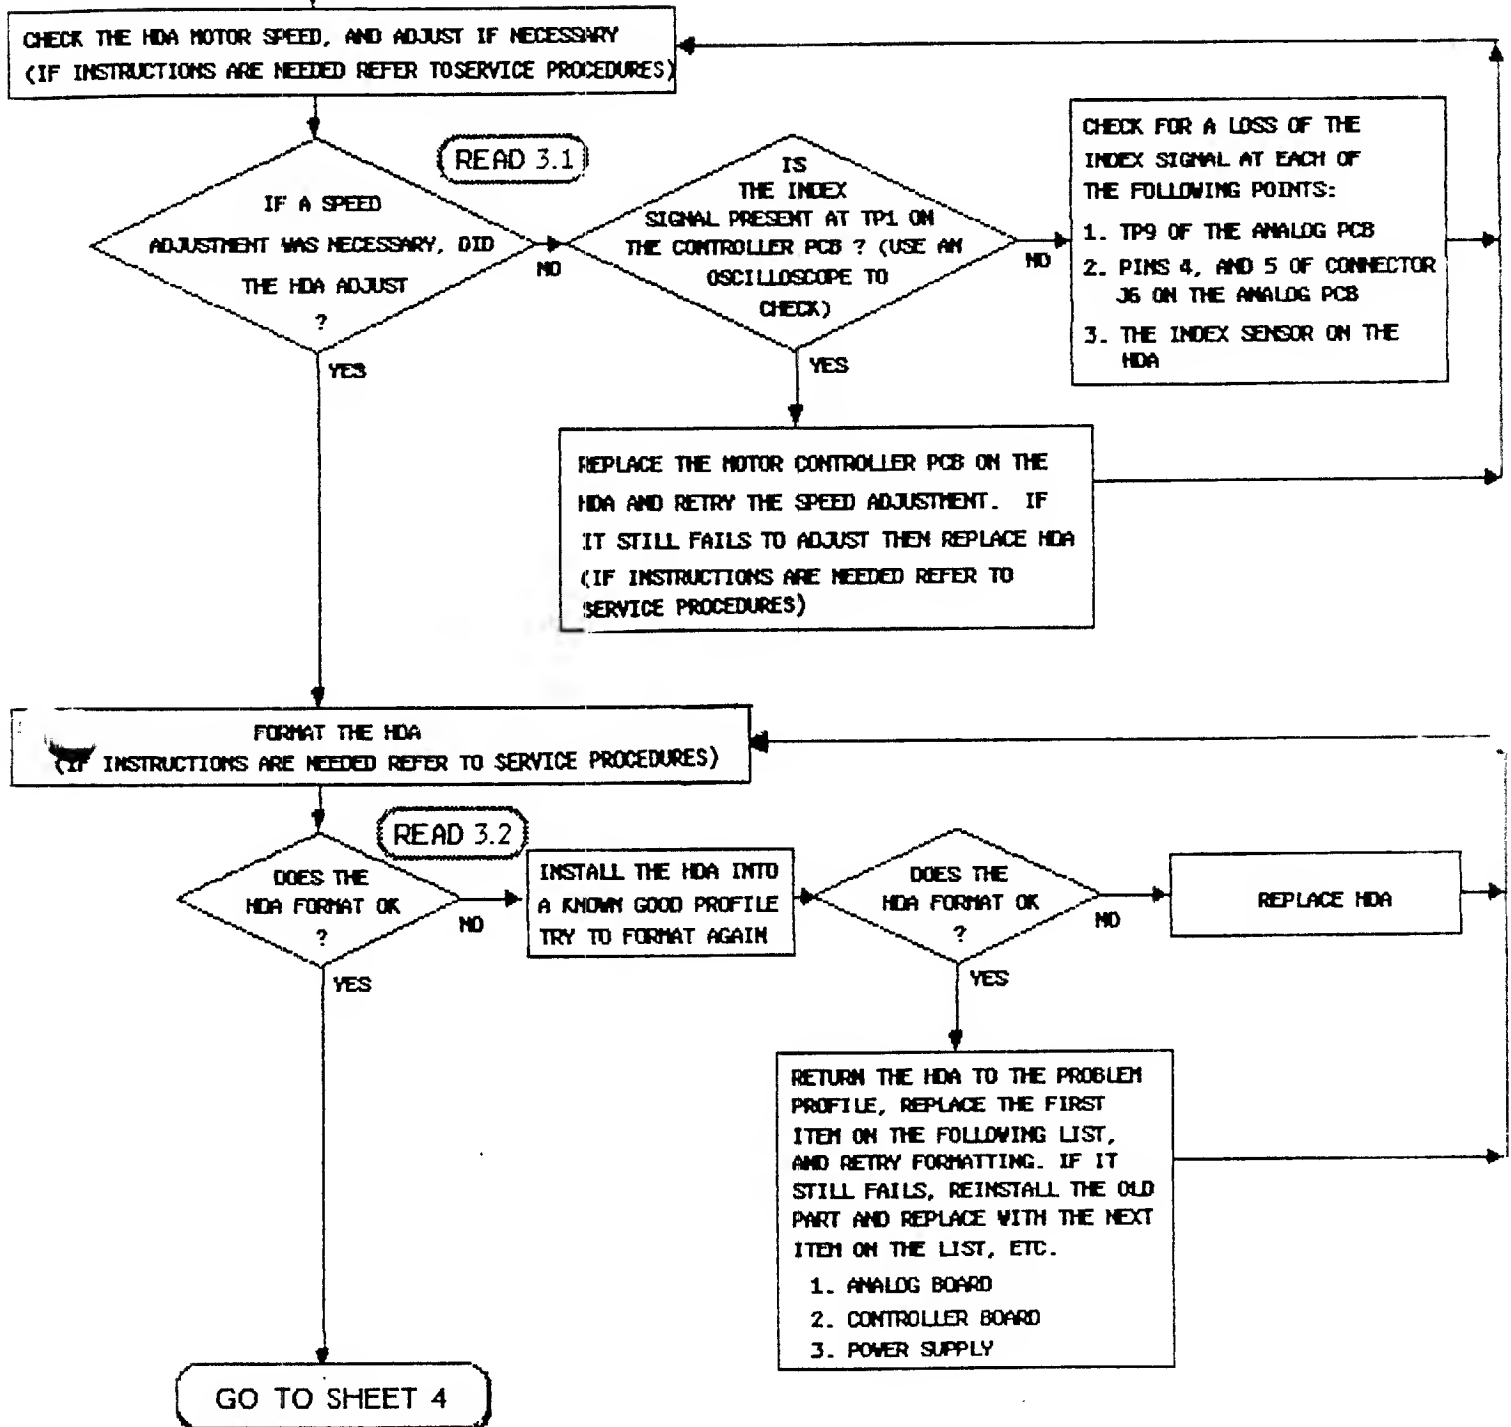 CHECK THE HDA MOTOR SPEED, AND ADJUST IF NECESSARY
(IF INSTRUCTIONS ARE NEEDED REFER TOSERVICE PROCEDURES)
READ 3.1
IF A SPEED
ADJUSTMENT WAS NECESSARY, DID
THE HDA ADJUST
?
NO
YES
IS
THE INDEX
SIGNAL PRESENT AT TP1 ON
THE CONTROLLER PCB ? (USE AN
OSCILLOSCOPE TO
CHECK)
NO
YES
CHECK FOR A LOSS OF THE
INDEX SIGNAL AT EACH OF
THE FOLLOWING POINTS:
1. TP9 OF THE ANALOG PCB
2. PINS 4, AND 5 OF CONNECTOR
J6 ON THE ANALOG PCB
3. THE INDEX SENSOR ON THE
HDA
REPLACE THE MOTOR CONTROLLER PCB ON THE
HDA AND RETRY THE SPEED ADJUSTMENT. IF
IT STILL FAILS TO ADJUST THEN REPLACE HDA
(IF INSTRUCTIONS ARE NEEDED REFER TO
SERVICE PROCEDURES)
FORMAT THE HDA
(IF INSTRUCTIONS ARE NEEDED REFER TO SERVICE PROCEDURES)
READ 3.2
DOES THE
HDA FORMAT OK
?
NO
YES
INSTALL THE HDA INTO
A KNOWN GOOD PROFILE
TRY TO FORMAT AGAIN
DOES THE
HDA FORMAT OK
?
NO
YES
REPLACE HDA
RETURN THE HDA TO THE PROBLEM
PROFILE, REPLACE THE FIRST
ITEM ON THE FOLLOWING LIST,
AND RETRY FORMATTING. IF IT
STILL FAILS, REINSTALL THE OLD
PART AND REPLACE WITH THE NEXT
ITEM ON THE LIST, ETC.
1. ANALOG BOARD
2. CONTROLLER BOARD
3. POWER SUPPLY
GO TO SHEET 4